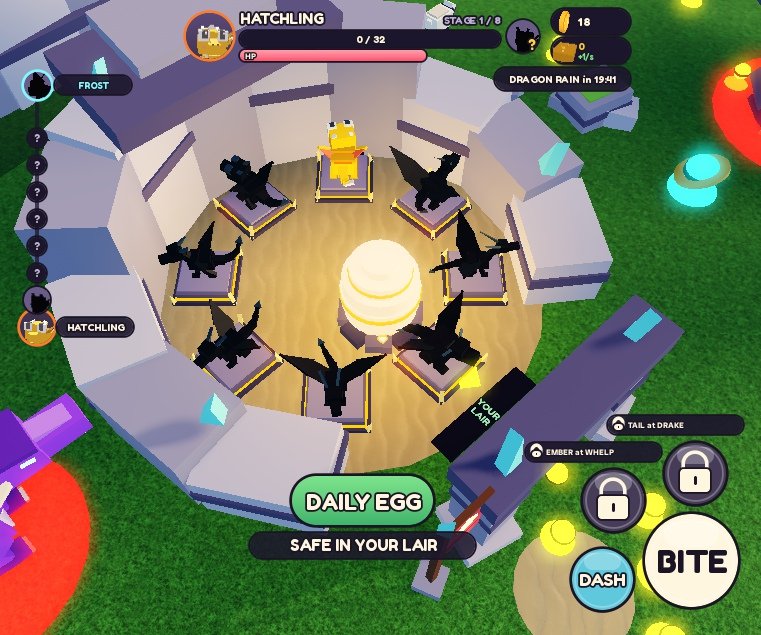 HATCHLING
STAGE 1 / 8
0 / 32
HP
?
18
0
+1/s
DRAGON RAIN in 19:41
FROST
?
?
?
?
?
?
HATCHLING
YOUR
LAIR
TAIL at DRAKE
EMBER at WHELP
DAILY EGG
SAFE IN YOUR LAIR
DASH
BITE